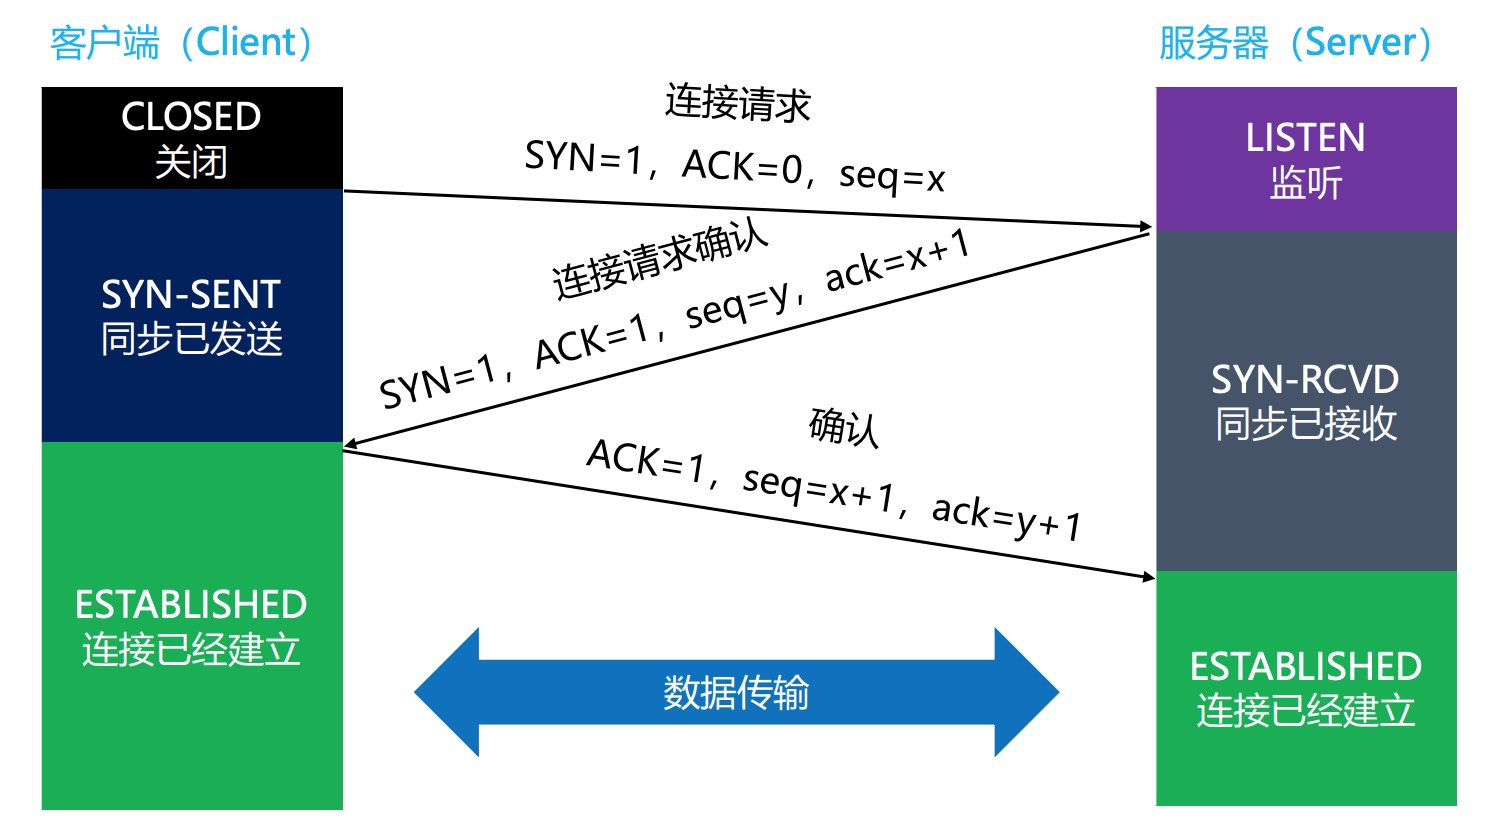 客户端（Client）
服务器（Server）
CLOSED
关闭
连接请求
SYN=1，ACK=0，seq=x
LISTEN
监听
SYN-SENT
同步已发送
连接请求确认
SYN=1，ACK=1，seq=y，ack=x+1
SYN-RCVD
同步已接收
确认
ACK=1，seq=x+1，ack=y+1
ESTABLISHED
连接已经建立
数据传输
ESTABLISHED
连接已经建立